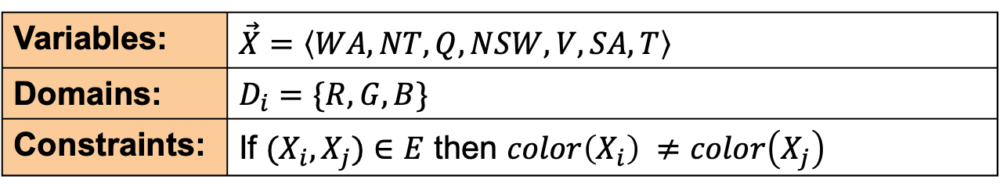 Variables: X⃗ = ⟨WA, NT, Q, NSW, V, SA, T⟩
Domains: Dᵢ = {R, G, B}
Constraints: If (Xᵢ, Xⱼ) ∈ E then color(Xᵢ) ≠ color(Xⱼ)